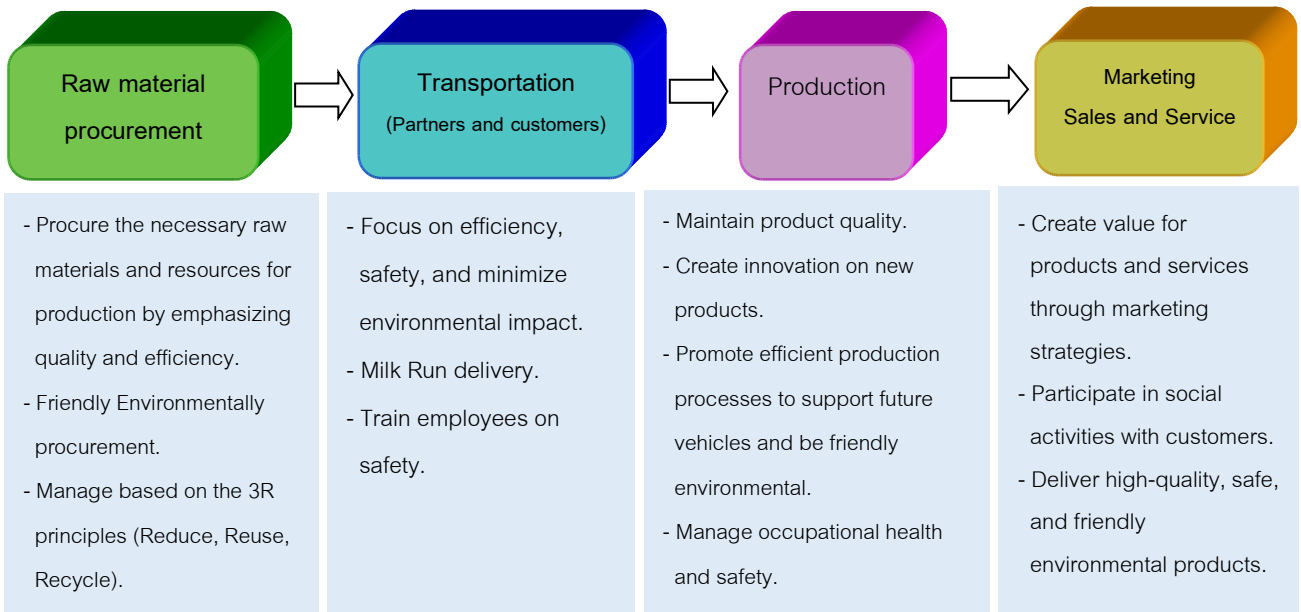 Raw material
procurement
Transportation
(Partners and customers)
Production
Marketing
Sales and Service
- Procure the necessary raw
materials and resources for
production by emphasizing
quality and efficiency.
- Friendly Environmentally
procurement.
- Manage based on the 3R
principles (Reduce, Reuse,
Recycle).
- Focus on efficiency,
safety, and minimize
environmental impact.
- Milk Run delivery.
- Train employees on
safety.
- Maintain product quality.
- Create innovation on new
products.
- Promote efficient production
processes to support future
vehicles and be friendly
environmental.
- Manage occupational health
and safety.
- Create value for
products and services
through marketing
strategies.
- Participate in social
activities with customers.
- Deliver high-quality, safe,
and friendly
environmental products.